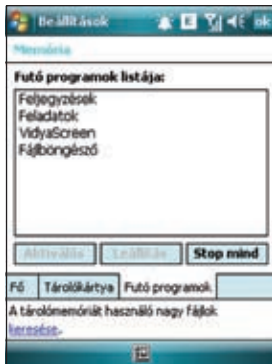 Beállítások
E
ok
Memória
Futó programok listája:
Feljegyzések
Feladatok
VidyaScreen
Fájlböngésző
Aktiválás Leállítás Stop mind
Fő Tárolókártya Futó programok
A tárolómemóriát használó nagy fájlok
keresése.